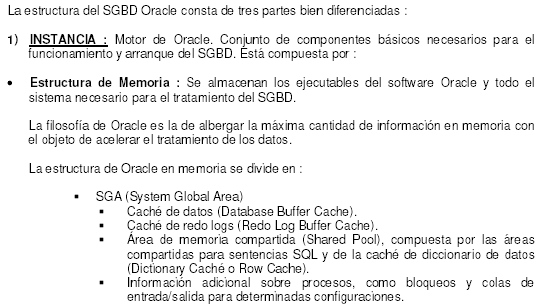 La estructura del SGBD Oracle consta de tres partes bien diferenciadas :
1) INSTANCIA : Motor de Oracle. Conjunto de componentes básicos necesarios para el
funcionamiento y arranque del SGBD. Está compuesta por :
• Estructura de Memoria : Se almacenan los ejecutables del software Oracle y todo el
sistema necesario para el tratamiento del SGBD.
La filosofía de Oracle es la de albergar la máxima cantidad de información en memoria con
el objeto de acelerar el tratamiento de los datos.
La estructura de Oracle en memoria se divide en :
▪ SGA (System Global Area)
▪ Caché de datos (Database Buffer Cache).
▪ Caché de redo logs (Redo Log Buffer Cache).
▪ Área de memoria compartida (Shared Pool), compuesta por las áreas
compartidas para sentencias SQL y de la caché de diccionario de datos
(Dictionary Caché o Row Cache).
▪ Información adicional sobre procesos, como bloqueos y colas de
entrada/salida para determinadas configuraciones.